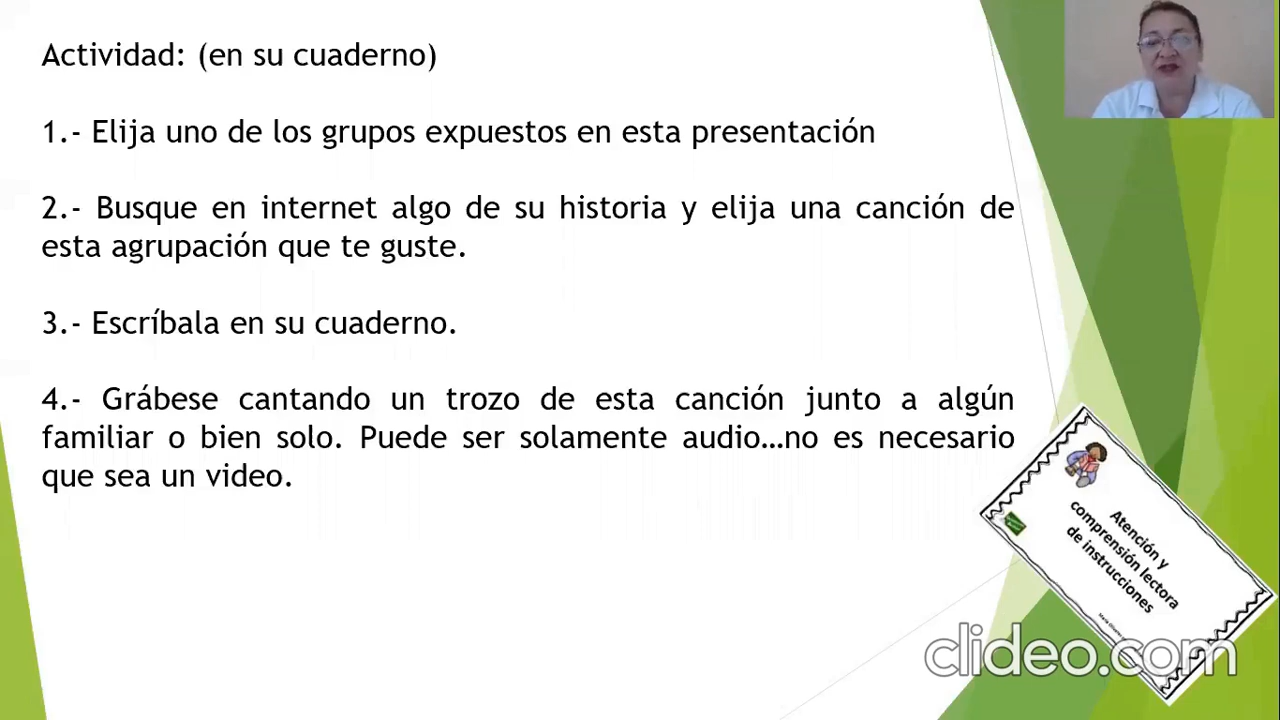 Actividad: (en su cuaderno)
1.- Elija uno de los grupos expuestos en esta presentación
2.- Busque en internet algo de su historia y elija una canción de
esta agrupación que te guste.
3.- Escríbala en su cuaderno.
4.- Grábese cantando un trozo de esta canción junto a algún
familiar o bien solo. Puede ser solamente audio…no es necesario
que sea un video.
Atención y
comprensión lectora
de instrucciones
clideo.com